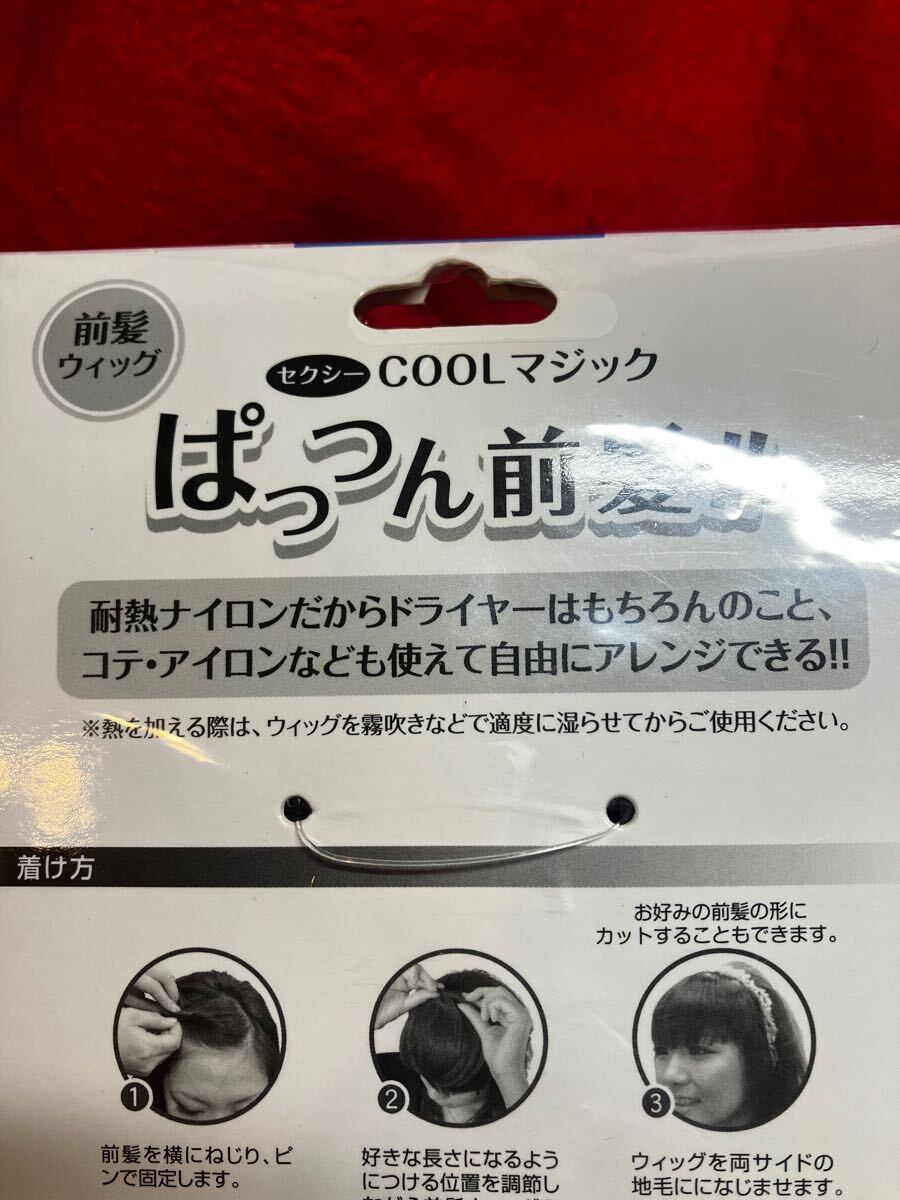 前髪
ウィッグ
セクシー COOLマジック
ぱっつん前髪!!
耐熱ナイロンだからドライヤーはもちろんのこと、
コテ・アイロンなども使えて自由にアレンジできる!!
※熱を加える際は、ウィッグを霧吹きなどで適度に湿らせてからご使用ください。
着け方
お好みの前髪の形に
カットすることもできます。
1
前髪を横にねじり、ピ
ンで固定します。
2
好きな長さになるよう
につける位置を調節し
3
ウィッグを両サイドの
地毛にになじませます。